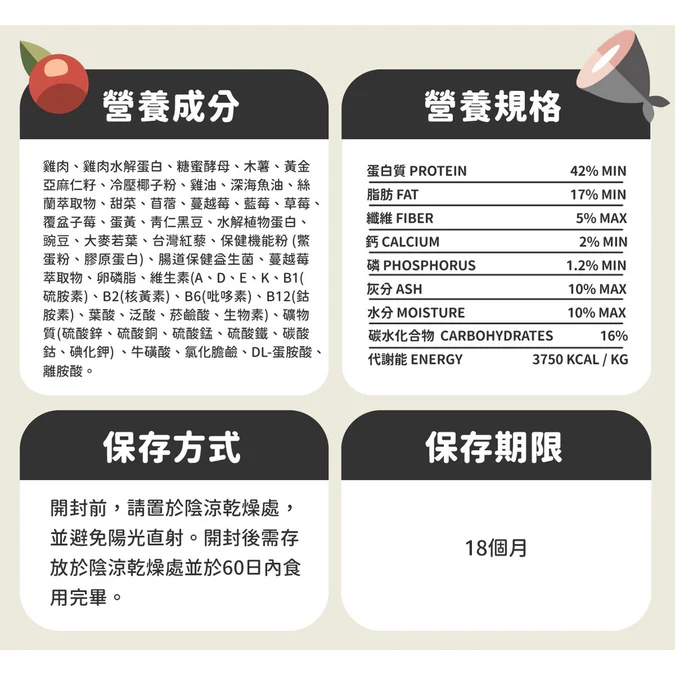 營養成分
雞肉、雞肉水解蛋白、糖蜜酵母、木薯、黃金
亞麻仁籽、冷壓椰子粉、雞油、深海魚油、絲
蘭萃取物、甜菜、苜蓿、蔓越莓、藍莓、草莓、
覆盆子莓、蛋黃、青仁黑豆、水解植物蛋白、
豌豆、大麥若葉、台灣紅藜、保健機能粉 (鱉
蛋粉、膠原蛋白)、腸道保健益生菌、蔓越莓
萃取物、卵磷脂、維生素(A、D、E、K、B1(
硫胺素)、B2(核黃素)、B6(吡哆素)、B12(鈷
胺素)、葉酸、泛酸、菸鹼酸、生物素)、礦物
質(硫酸鋅、硫酸銅、硫酸錳、硫酸鐵、碳酸
鈷、碘化鉀) 、牛磺酸、氯化膽鹼、DL-蛋胺酸、
離胺酸。
營養規格
蛋白質 PROTEIN 42% MIN
脂肪 FAT 17% MIN
纖維 FIBER 5% MAX
鈣 CALCIUM 2% MIN
磷 PHOSPHORUS 1.2% MIN
灰分 ASH 10% MAX
水分 MOISTURE 10% MAX
碳水化合物 CARBOHYDRATES 16%
代謝能 ENERGY 3750 KCAL / KG
保存方式
開封前，請置於陰涼乾燥處，
並避免陽光直射。開封後需存
放於陰涼乾燥處並於60日內食
用完畢。
保存期限
18個月